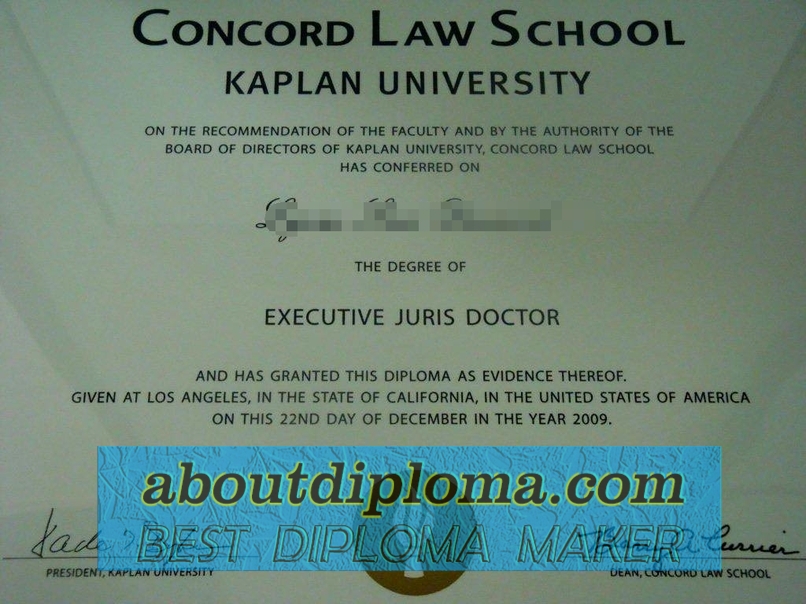 CONCORD LAW SCHOOL
KAPLAN UNIVERSITY
ON THE RECOMMENDATION OF THE FACULTY AND BY THE AUTHORITY OF THE
BOARD OF DIRECTORS OF KAPLAN UNIVERSITY, CONCORD LAW SCHOOL
HAS CONFERRED ON
THE DEGREE OF
EXECUTIVE JURIS DOCTOR
AND HAS GRANTED THIS DIPLOMA AS EVIDENCE THEREOF.
GIVEN AT LOS ANGELES, IN THE STATE OF CALIFORNIA, IN THE UNITED STATES OF AMERICA
ON THIS 22ND DAY OF DECEMBER IN THE YEAR 2009.
aboutdiploma.com
BEST DIPLOMA MAKER
PRESIDENT, KAPLAN UNIVERSITY
DEAN, CONCORD LAW SCHOOL